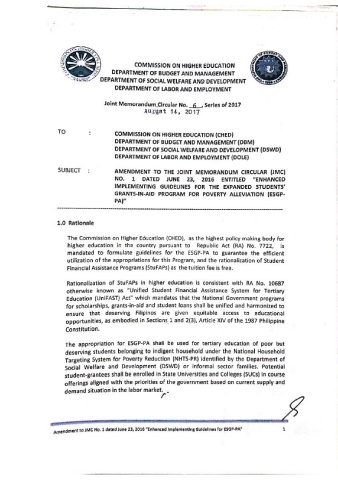 COMMISSION ON HIGHER EDUCATION
DEPARTMENT OF BUDGET AND MANAGEMENT
DEPARTMENT OF SOCIAL WELFARE AND DEVELOPMENT
DEPARTMENT OF LABOR AND EMPLOYMENT
Joint Memorandum Circular No. 6, Series of 2017
August 14, 2017
TO : COMMISSION ON HIGHER EDUCATION (CHED)
DEPARTMENT OF BUDGET AND MANAGEMENT (DBM)
DEPARTMENT OF SOCIAL WELFARE AND DEVELOPMENT (DSWD)
DEPARTMENT OF LABOR AND EMPLOYMENT (DOLE)
SUBJECT : AMENDMENT TO THE JOINT MEMORANDUM CIRCULAR (JMC)
NO. 1 DATED JUNE 23, 2016 ENTITLED "ENHANCED
IMPLEMENTING GUIDELINES FOR THE EXPANDED STUDENTS'
GRANTS-IN-AID PROGRAM FOR POVERTY ALLEVIATION (ESGP-
PA)"
1.0 Rationale
The Commission on Higher Education (CHED), as the highest policy making body for
higher education in the country pursuant to Republic Act (RA) No. 7722, is
mandated to formulate guidelines for the ESGP-PA to guarantee the efficient
utilization of the appropriations for this Program, and the rationalization of Student
Financial Assistance Programs (StuFAPs) as the tuition fee is free.
Rationalization of StuFAPs in higher education is consistent with RA No. 10687
otherwise known as "Unified Student Financial Assistance System for Tertiary
Education (UniFAST) Act" which mandates that the National Government programs
for scholarships, grants-in-aid and student loans shall be unified and harmonized to
ensure that deserving Filipinos are given equitable access to educational
opportunities, as embodied in Sections 1 and 2(3), Article XIV of the 1987 Philippine
Constitution.
The appropriation for ESGP-PA shall be used for tertiary education of poor but
deserving students belonging to indigent household under the National Household
Targeting System for Poverty Reduction (NHTS-PR) identified by the Department of
Social Welfare and Development (DSWD) or informal sector families. Potential
student-grantees shall be enrolled in State Universities and Colleges (SUCs) in course
offerings aligned with the priorities of the government based on current supply and
demand situation in the labor market.
Amendment to JMC No. 1 dated June 23, 2016 "Enhanced Implementing Guidelines for ESGP-PA" 1